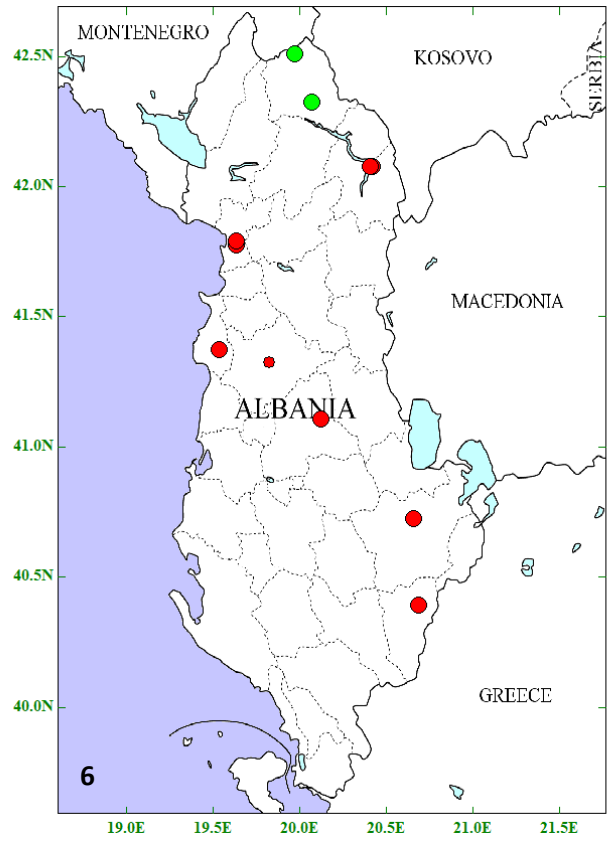 MONTENEGRO
KOSOVO
SERBIA
MACEDONIA
ALBANIA
GREECE
6
42.5N
42.0N
41.5N
41.0N
40.5N
40.0N
19.0E 19.5E 20.0E 20.5E 21.0E 21.5E